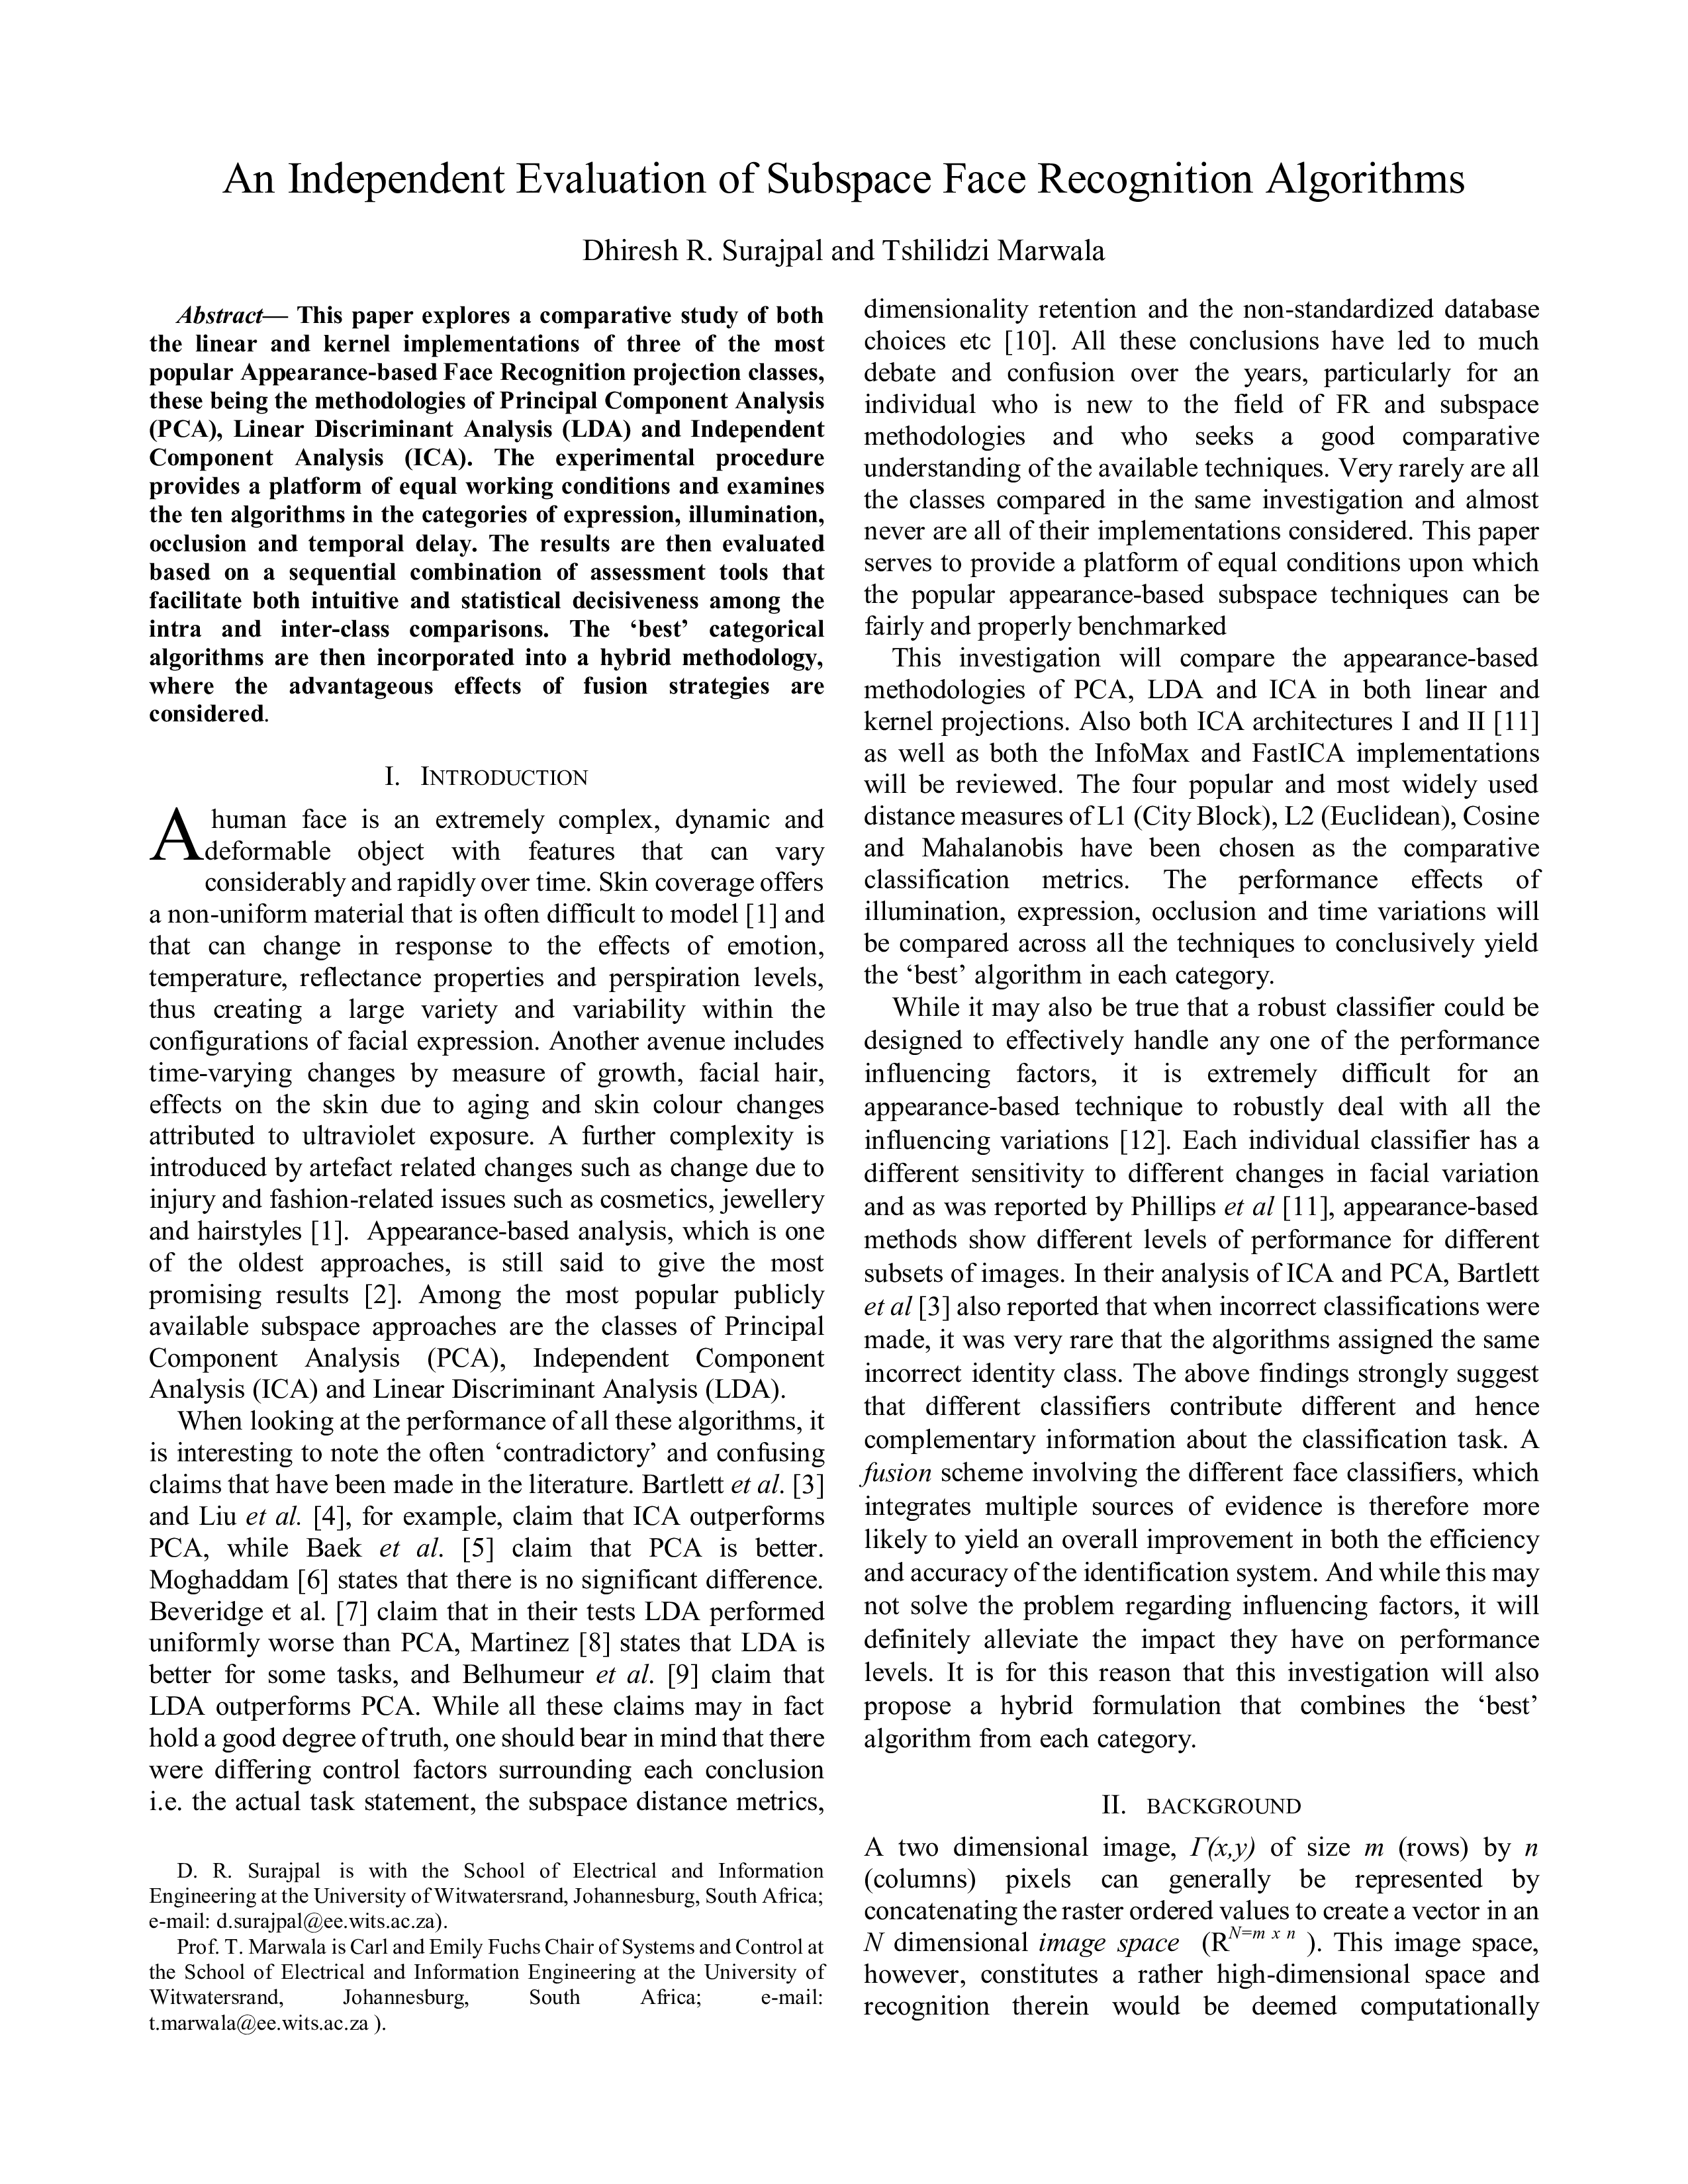 An Independent Evaluation of Subspace Face Recognition Algorithms
Dhiresh R. Surajpal and Tshilidzi Marwala
Abstract— This paper explores a comparative study of both
the linear and kernel implementations of three of the most
popular Appearance-based Face Recognition projection classes,
these being the methodologies of Principal Component Analysis
(PCA), Linear Discriminant Analysis (LDA) and Independent
Component Analysis (ICA). The experimental procedure
provides a platform of equal working conditions and examines
the ten algorithms in the categories of expression, illumination,
occlusion and temporal delay. The results are then evaluated
based on a sequential combination of assessment tools that
facilitate both intuitive and statistical decisiveness among the
intra and inter-class comparisons. The ‘best’ categorical
algorithms are then incorporated into a hybrid methodology,
where the advantageous effects of fusion strategies are
considered.
I. INTRODUCTION
A human face is an extremely complex, dynamic and
deformable object with features that can vary
considerably and rapidly over time. Skin coverage offers
a non-uniform material that is often difficult to model [1] and
that can change in response to the effects of emotion,
temperature, reflectance properties and perspiration levels,
thus creating a large variety and variability within the
configurations of facial expression. Another avenue includes
time-varying changes by measure of growth, facial hair,
effects on the skin due to aging and skin colour changes
attributed to ultraviolet exposure. A further complexity is
introduced by artefact related changes such as change due to
injury and fashion-related issues such as cosmetics, jewellery
and hairstyles [1]. Appearance-based analysis, which is one
of the oldest approaches, is still said to give the most
promising results [2]. Among the most popular publicly
available subspace approaches are the classes of Principal
Component Analysis (PCA), Independent Component
Analysis (ICA) and Linear Discriminant Analysis (LDA).
When looking at the performance of all these algorithms, it
is interesting to note the often ‘contradictory’ and confusing
claims that have been made in the literature. Bartlett et al. [3]
and Liu et al. [4], for example, claim that ICA outperforms
PCA, while Baek et al. [5] claim that PCA is better.
Moghaddam [6] states that there is no significant difference.
Beveridge et al. [7] claim that in their tests LDA performed
uniformly worse than PCA, Martinez [8] states that LDA is
better for some tasks, and Belhumeur et al. [9] claim that
LDA outperforms PCA. While all these claims may in fact
hold a good degree of truth, one should bear in mind that there
were differing control factors surrounding each conclusion
i.e. the actual task statement, the subspace distance metrics,
D. R. Surajpal is with the School of Electrical and Information
Engineering at the University of Witwatersrand, Johannesburg, South Africa;
e-mail: d.surajpal@ee.wits.ac.za).
Prof. T. Marwala is Carl and Emily Fuchs Chair of Systems and Control at
the School of Electrical and Information Engineering at the University of
Witwatersrand, Johannesburg, South Africa; e-mail:
t.marwala@ee.wits.ac.za ).
dimensionality retention and the non-standardized database
choices etc [10]. All these conclusions have led to much
debate and confusion over the years, particularly for an
individual who is new to the field of FR and subspace
methodologies and who seeks a good comparative
understanding of the available techniques. Very rarely are all
the classes compared in the same investigation and almost
never are all of their implementations considered. This paper
serves to provide a platform of equal conditions upon which
the popular appearance-based subspace techniques can be
fairly and properly benchmarked
This investigation will compare the appearance-based
methodologies of PCA, LDA and ICA in both linear and
kernel projections. Also both ICA architectures I and II [11]
as well as both the InfoMax and FastICA implementations
will be reviewed. The four popular and most widely used
distance measures of L1 (City Block), L2 (Euclidean), Cosine
and Mahalanobis have been chosen as the comparative
classification metrics. The performance effects of
illumination, expression, occlusion and time variations will
be compared across all the techniques to conclusively yield
the ‘best’ algorithm in each category.
While it may also be true that a robust classifier could be
designed to effectively handle any one of the performance
influencing factors, it is extremely difficult for an
appearance-based technique to robustly deal with all the
influencing variations [12]. Each individual classifier has a
different sensitivity to different changes in facial variation
and as was reported by Phillips et al [11], appearance-based
methods show different levels of performance for different
subsets of images. In their analysis of ICA and PCA, Bartlett
et al [3] also reported that when incorrect classifications were
made, it was very rare that the algorithms assigned the same
incorrect identity class. The above findings strongly suggest
that different classifiers contribute different and hence
complementary information about the classification task. A
fusion scheme involving the different face classifiers, which
integrates multiple sources of evidence is therefore more
likely to yield an overall improvement in both the efficiency
and accuracy of the identification system. And while this may
not solve the problem regarding influencing factors, it will
definitely alleviate the impact they have on performance
levels. It is for this reason that this investigation will also
propose a hybrid formulation that combines the ‘best’
algorithm from each category.
II. BACKGROUND
A two dimensional image, Γ(x,y) of size m (rows) by n
(columns) pixels can generally be represented by
concatenating the raster ordered values to create a vector in an
N dimensional image space (R^N=m x n ). This image space,
however, constitutes a rather high-dimensional space and
recognition therein would be deemed computationally